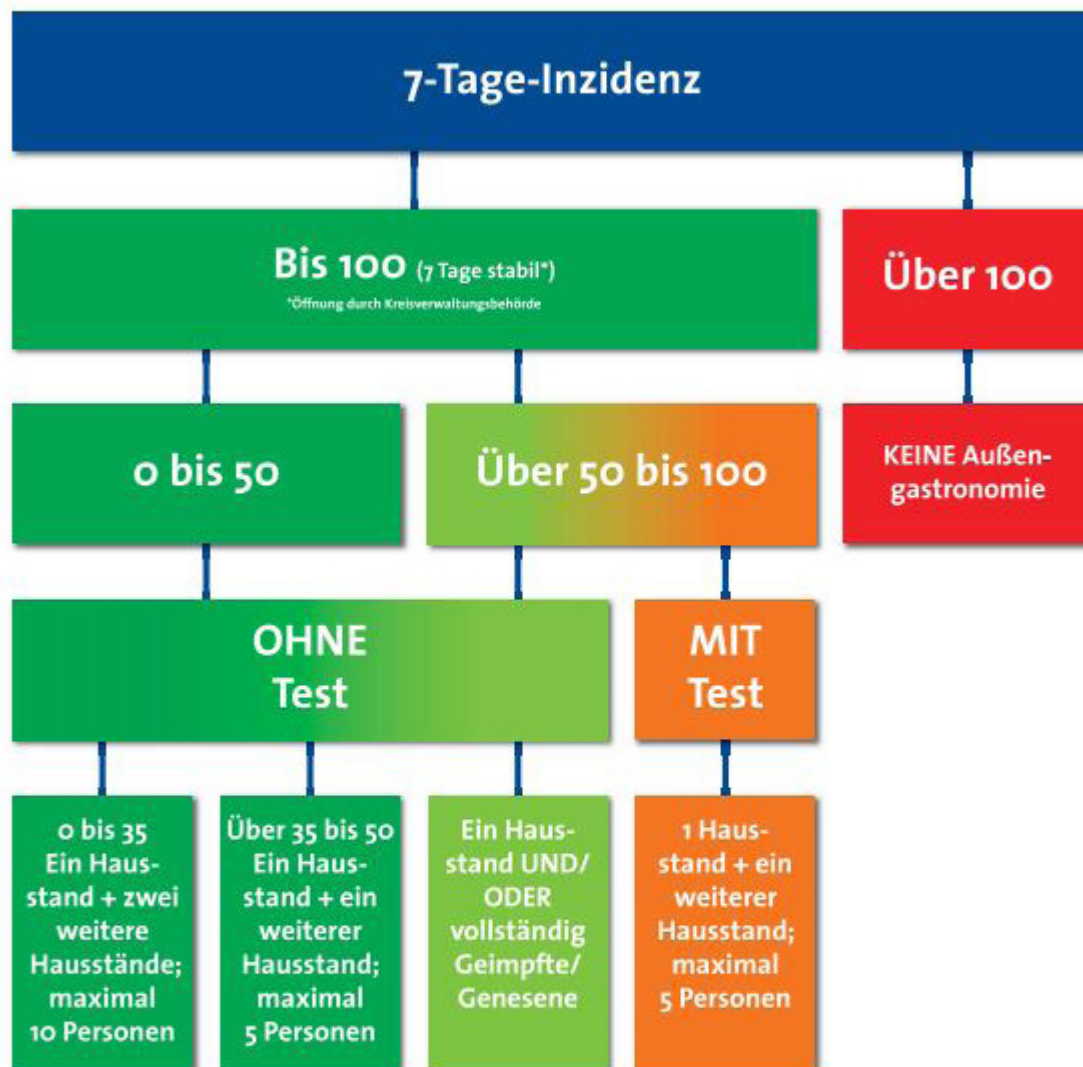 7-Tage-Inzidenz
Bis 100 (7 Tage stabil*)
*Öffnung durch Kreisverwaltungsbehörde
Über 100
0 bis 50
Über 50 bis 100
KEINE Außen-
gastronomie
OHNE
Test
MIT
Test
0 bis 35
Ein Haus-
stand + zwei
weitere
Hausstände;
maximal
10 Personen
Über 35 bis 50
Ein Haus-
stand + ein
weiterer
Hausstand;
maximal
5 Personen
Ein Haus-
stand UND/
ODER
vollständig
Geimpfte/
Genesene
1 Haus-
stand + ein
weiterer
Hausstand;
maximal
5 Personen